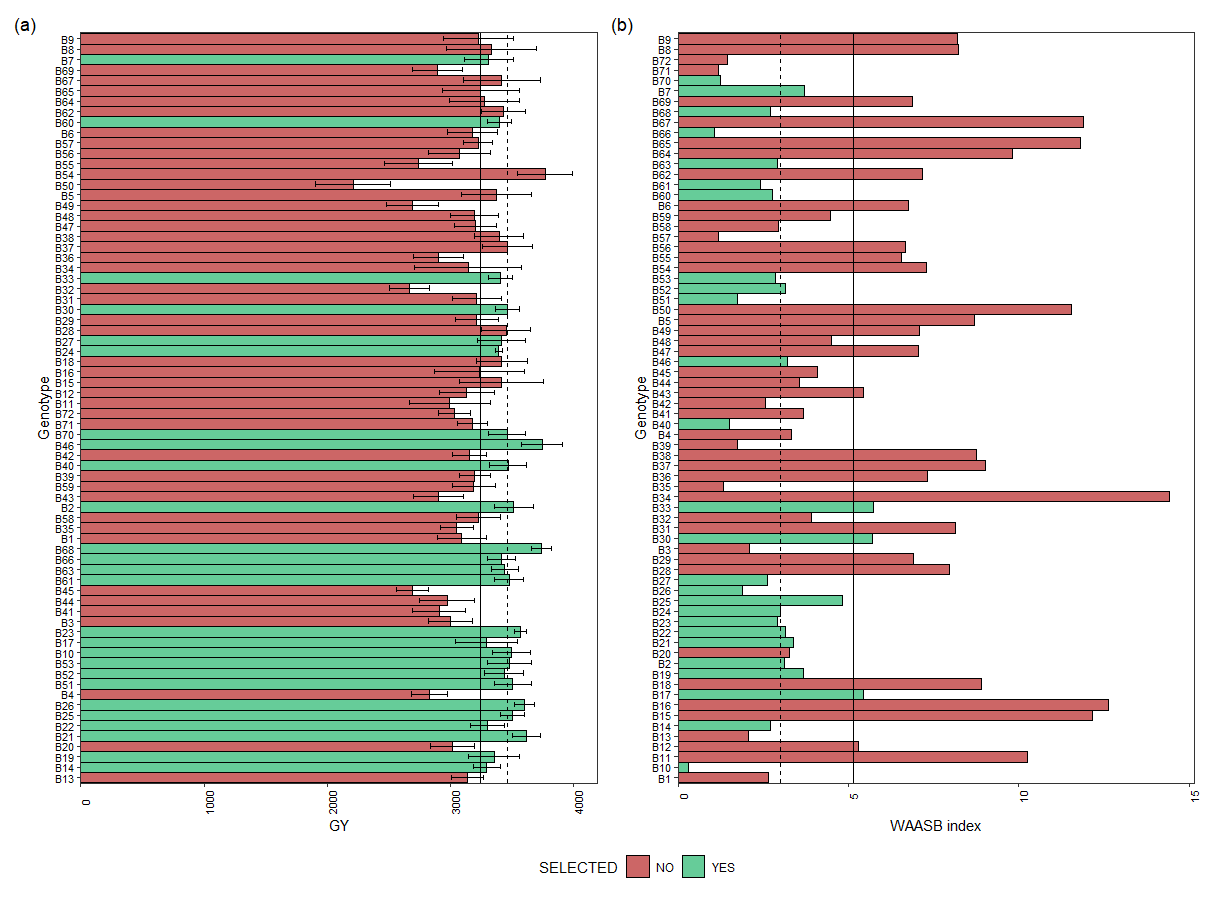 (a)
Genotype
B9
B8
B7
B69
B67
B65
B64
B62
B60
B6
B57
B56
B55
B54
B50
B5
B49
B48
B47
B38
B37
B36
B34
B33
B32
B31
B30
B29
B28
B27
B24
B18
B16
B15
B12
B11
B72
B71
B70
B46
B42
B40
B39
B59
B43
B2
B58
B35
B1
B68
B66
B63
B61
B45
B44
B41
B3
B23
B17
B10
B53
B52
B51
B4
B26
B25
B22
B21
B20
B19
B14
B13
0
1000
2000
3000
4000
GY
(b)
Genotype
B9
B8
B72
B71
B70
B7
B69
B68
B67
B66
B65
B64
B63
B62
B61
B60
B6
B59
B58
B57
B56
B55
B54
B53
B52
B51
B50
B5
B49
B48
B47
B46
B45
B44
B43
B42
B41
B40
B4
B39
B38
B37
B36
B35
B34
B33
B32
B31
B30
B3
B29
B28
B27
B26
B25
B24
B23
B22
B21
B20
B2
B19
B18
B17
B16
B15
B14
B13
B12
B11
B10
B1
0
5
10
15
WAASB index
SELECTED NO YES